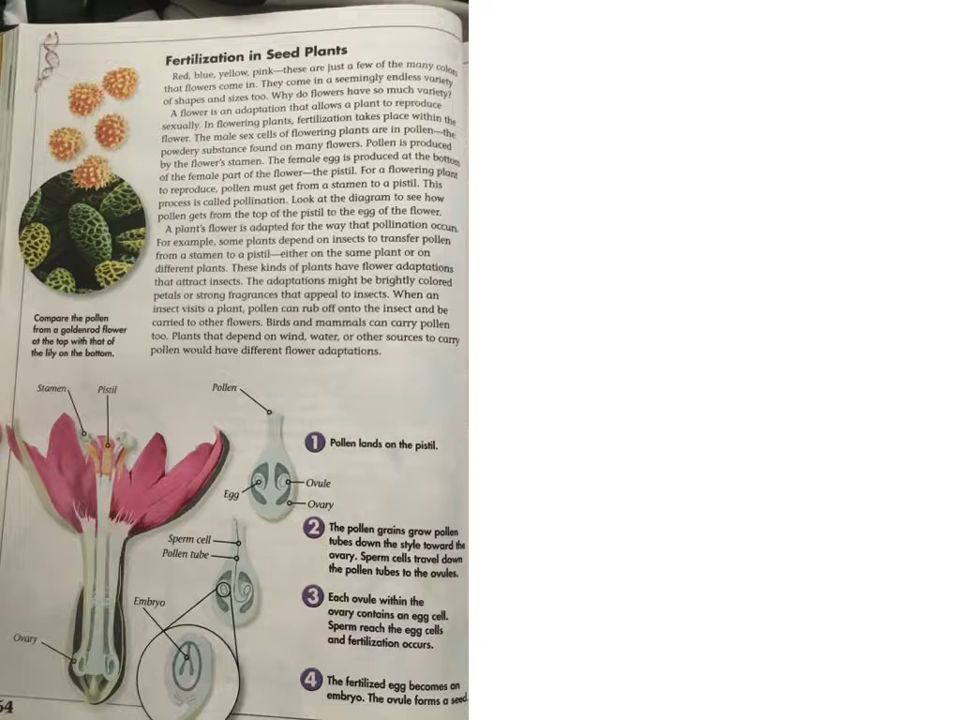 Fertilization in Seed Plants
Red, blue, yellow, pink—these are just a few of the many colors
that flowers come in. They come in a seemingly endless variety
of shapes and sizes too. Why do flowers have so much variety?
A flower is an adaptation that allows a plant to reproduce
sexually. In flowering plants, fertilization takes place within the
flower. The male sex cells of flowering plants are in pollen—the
powdery substance found on many flowers. Pollen is produced
by the flower's stamen. The female egg is produced at the bottom
of the female part of the flower—the pistil. For a flowering plant
to reproduce, pollen must get from a stamen to a pistil. This
process is called pollination. Look at the diagram to see how
pollen gets from the top of the pistil to the egg of the flower.
A plant's flower is adapted for the way that pollination occurs.
For example, some plants depend on insects to transfer pollen
from a stamen to a pistil—either on the same plant or on
different plants. These kinds of plants have flower adaptations
that attract insects. The adaptations might be brightly colored
petals or strong fragrances that appeal to insects. When an
insect visits a plant, pollen can rub off onto the insect and be
carried to other flowers. Birds and mammals can carry pollen
too. Plants that depend on wind, water, or other sources to carry
pollen would have different flower adaptations.
Compare the pollen
from a goldenrod flower
at the top with that of
the lily on the bottom.
Stamen
Pistil
Pollen
1 Pollen lands on the pistil.
Egg
Ovule
Ovary
2 The pollen grains grow pollen
tubes down the style toward the
ovary. Sperm cells travel down
the pollen tubes to the ovules.
Sperm cell
Pollen tube
3 Each ovule within the
ovary contains an egg cell.
Sperm reach the egg cells
and fertilization occurs.
Embryo
Ovary
4 The fertilized egg becomes an
embryo. The ovule forms a seed.
54